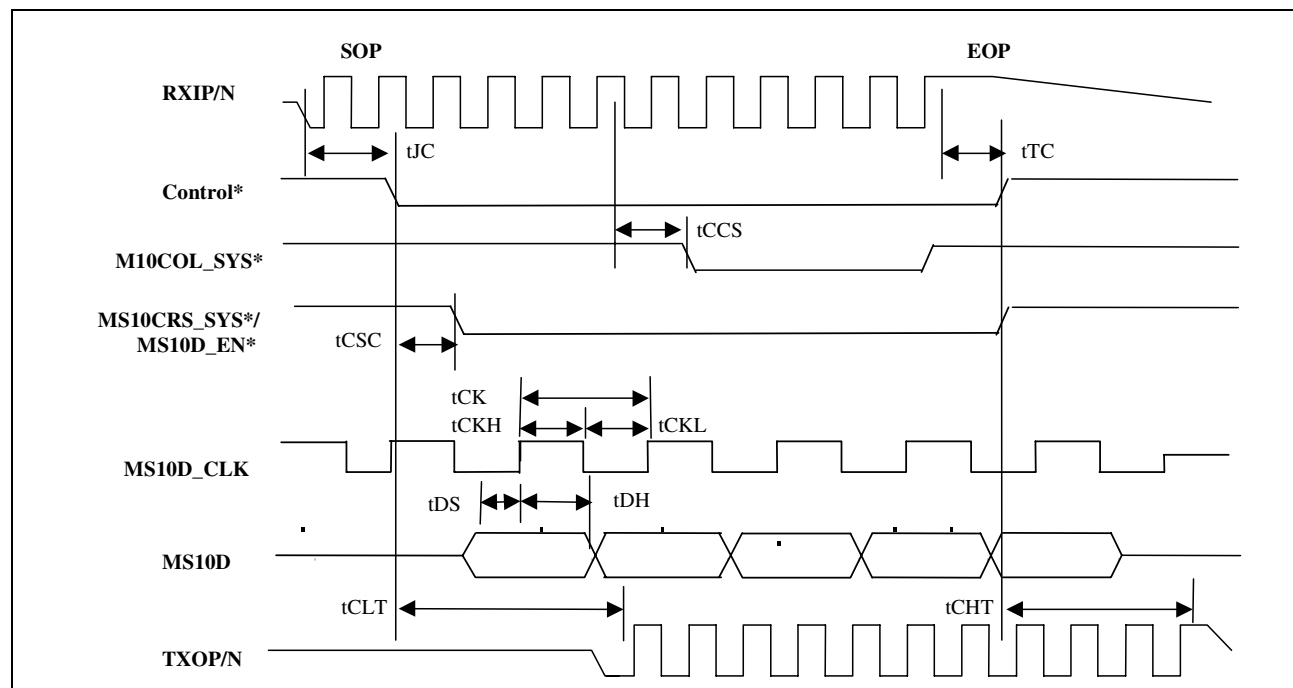 SOP EOP
RXIP/N
tJC tTC
Control*
tCCS
M10COL_SYS*
MS10CRS_SYS*/
MS10D_EN*
tCSC
tCK
tCKH tCKL
MS10D_CLK
tDS tDH
MS10D
tCLT tCHT
TXOP/N